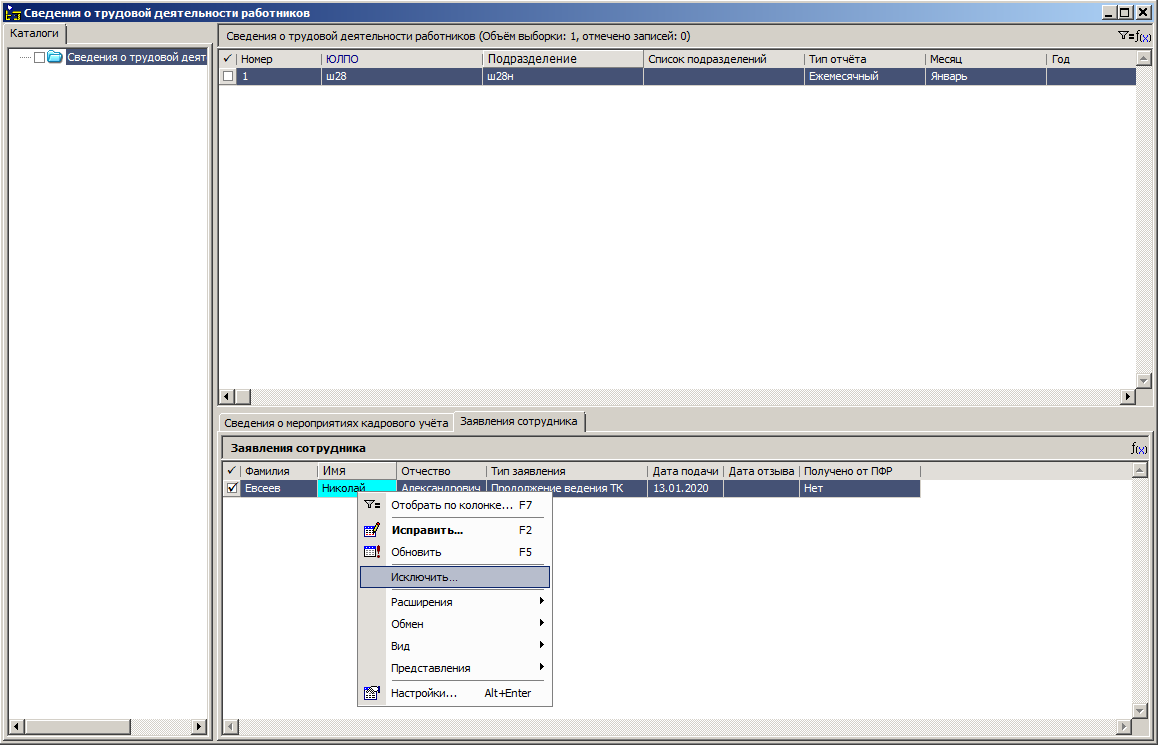 Сведения о трудовой деятельности работников
Каталоги
Сведения о трудовой деят
Сведения о трудовой деятельности работников (Объём выборки: 1, отмечено записей: 0)
f(x)
Номер ЮЛПО Подразделение Список подразделений Тип отчёта Месяц Год
1 ш28 ш28н Ежемесячный Январь
Сведения о мероприятиях кадрового учёта Заявления сотрудника
Заявления сотрудника
f(x)
Фамилия Имя Отчество Тип заявления Дата подачи Дата отзыва Получено от ПФР
Евсеев Николай Александрович Продолжение ведения ТК 13.01.2020 Нет
Отобрать по колонке... F7
Исправить... F2
Обновить F5
Исключить...
Расширения
Обмен
Вид
Представления
Настройки... Alt+Enter